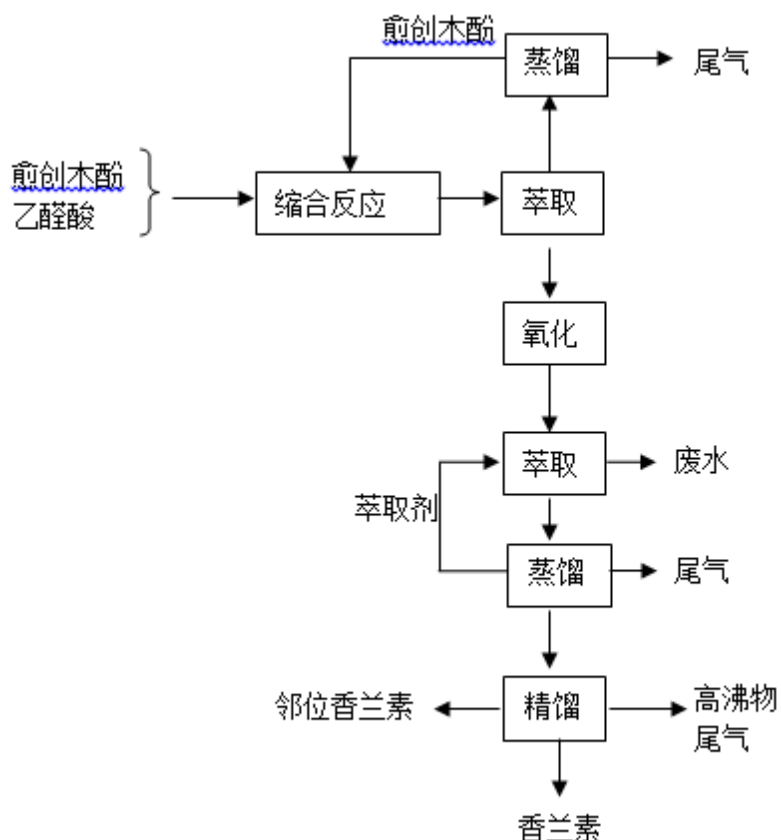 愈创木酚
蒸馏
尾气
愈创木酚
乙醛酸
缩合反应
萃取
氧化
萃取
废水
萃取剂
蒸馏
尾气
邻位香兰素
精馏
高沸物
尾气
香兰素